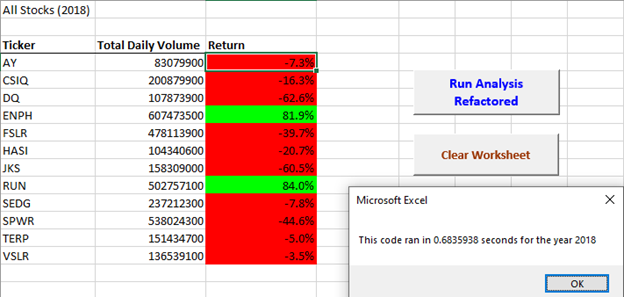 All Stocks (2018)
Ticker Total Daily Volume Return
AY 83079900 -7.3%
CSIQ 200879900 -16.3%
DQ 107873900 -62.6%
ENPH 607473500 81.9%
FSLR 478113900 -39.7%
HASI 104340600 -20.7%
JKS 158309000 -60.5%
RUN 502757100 84.0%
SEDG 237212300 -7.8%
SPWR 538024300 -44.6%
TERP 151434700 -5.0%
VSLR 136539100 -3.5%
Run Analysis
Refactored
Clear Worksheet
Microsoft Excel
This code ran in 0.6835938 seconds for the year 2018
OK